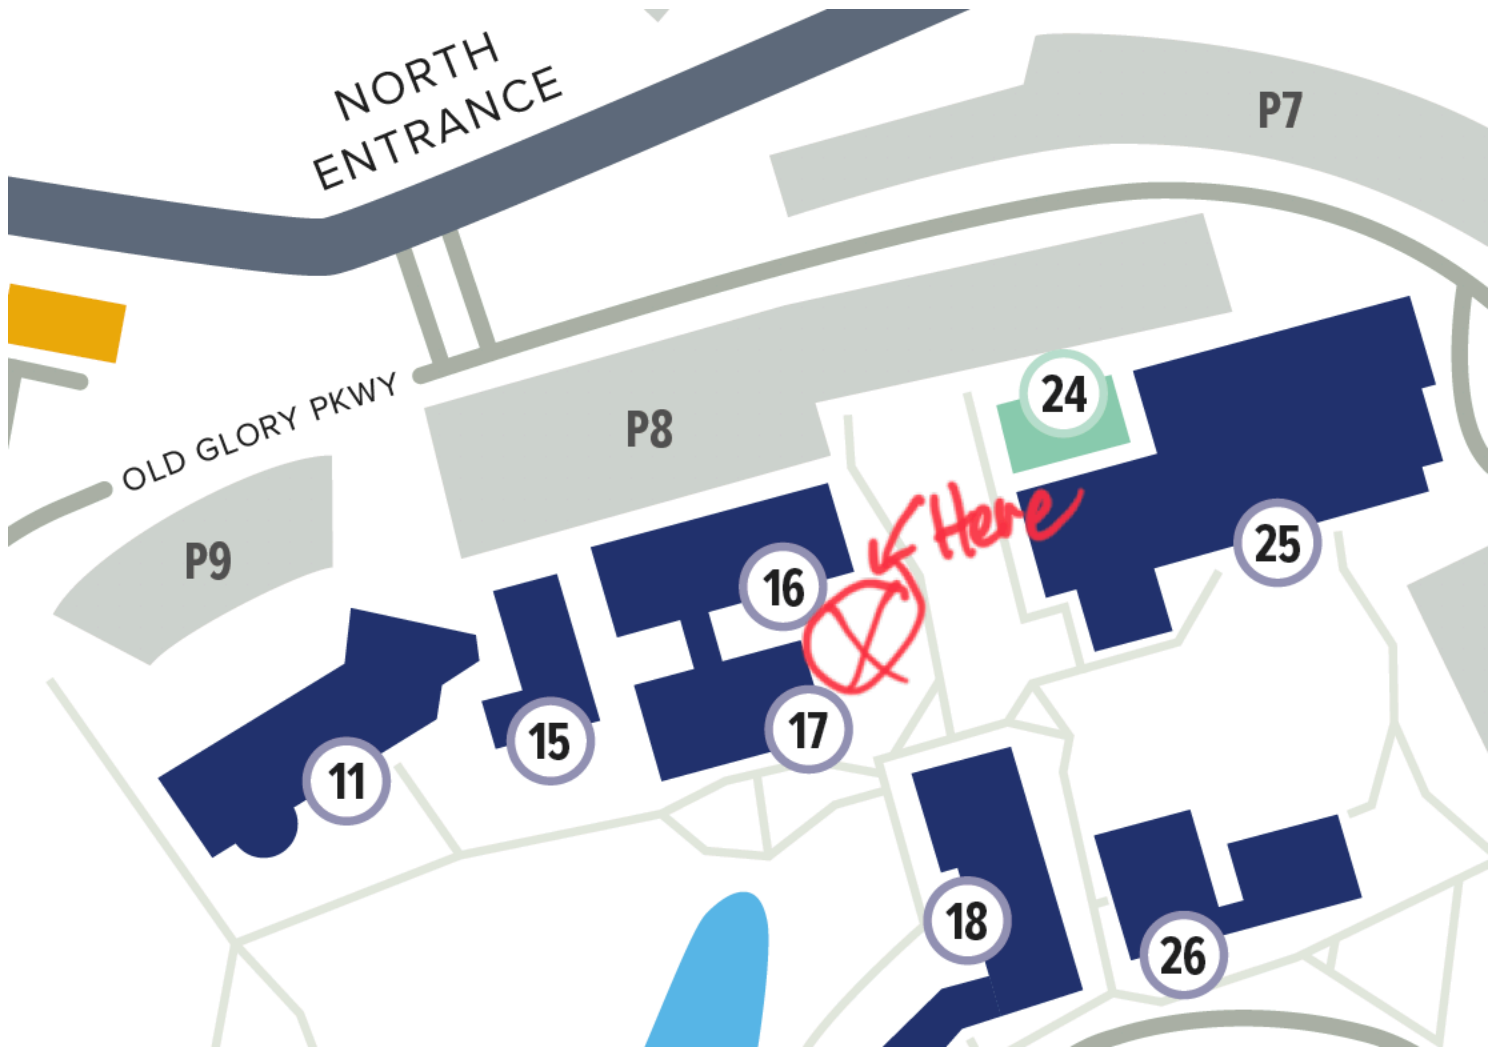 NORTH
ENTRANCE
P7
OLD GLORY PKWY
P8
24
P9
Here
16
25
15
17
11
18
26